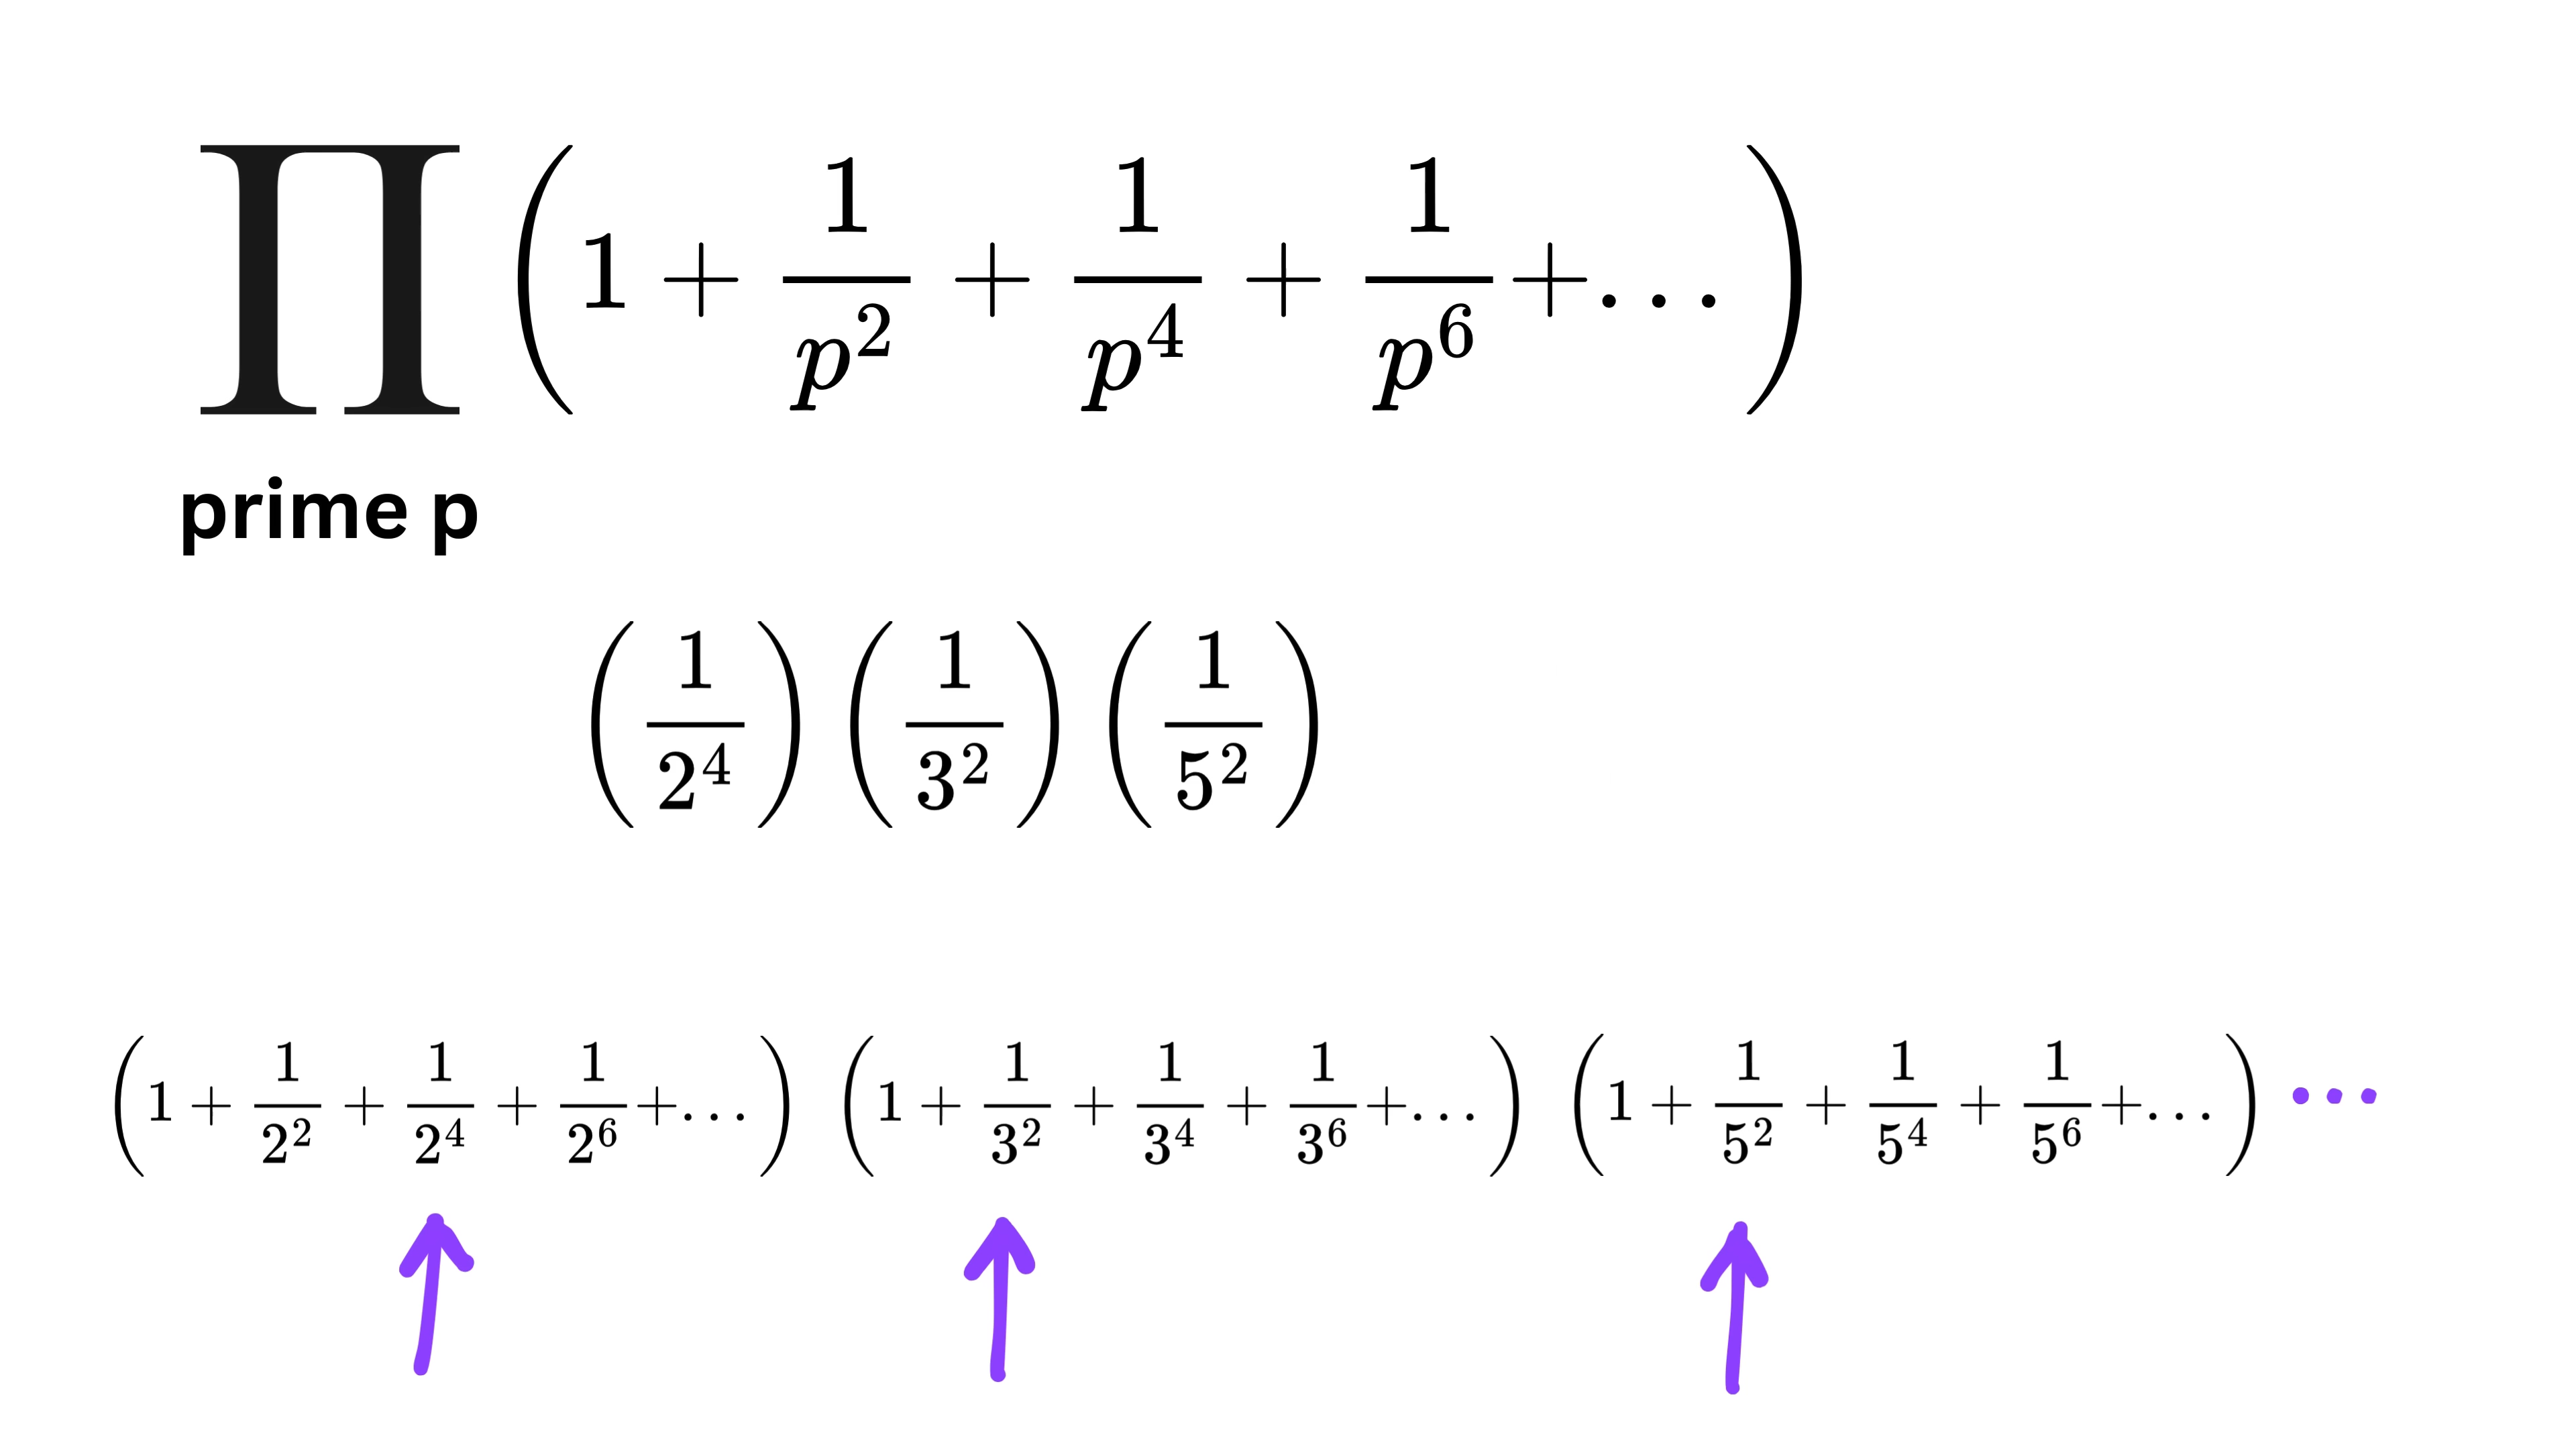 ∏ (1 + 1/p² + 1/p⁴ + 1/p⁶ + ...)
prime p
(1/2⁴) (1/3²) (1/5²)
(1 + 1/2² + 1/2⁴ + 1/2⁶ + ...) (1 + 1/3² + 1/3⁴ + 1/3⁶ + ...) (1 + 1/5² + 1/5⁴ + 1/5⁶ + ...) ...